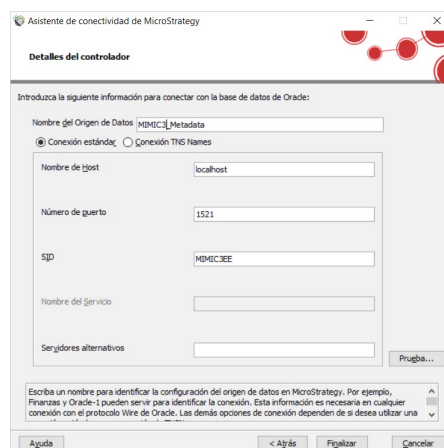 Asistente de conectividad de MicroStrategy
Detalles del controlador
Introduzca la siguiente información para conectar con la base de datos de Oracle:
Nombre del Origen de Datos MIMIC3_Metadata
Conexión estándar Conexión TNS Names
Nombre de Host localhost
Número de puerto 1521
SID MIMIC3EE
Nombre del Servicio
Servidores alternativos
Prueba...
Escriba un nombre para identificar la configuración del origen de datos en MicroStrategy. Por ejemplo,
Finanzas y Oracle-1 pueden servir para identificar la conexión. Esta información es necesaria en cualquier
conexión con el protocolo Wire de Oracle. Las demás opciones de conexión dependen de si desea utilizar una
Ayuda < Atrás Finalizar Cancelar